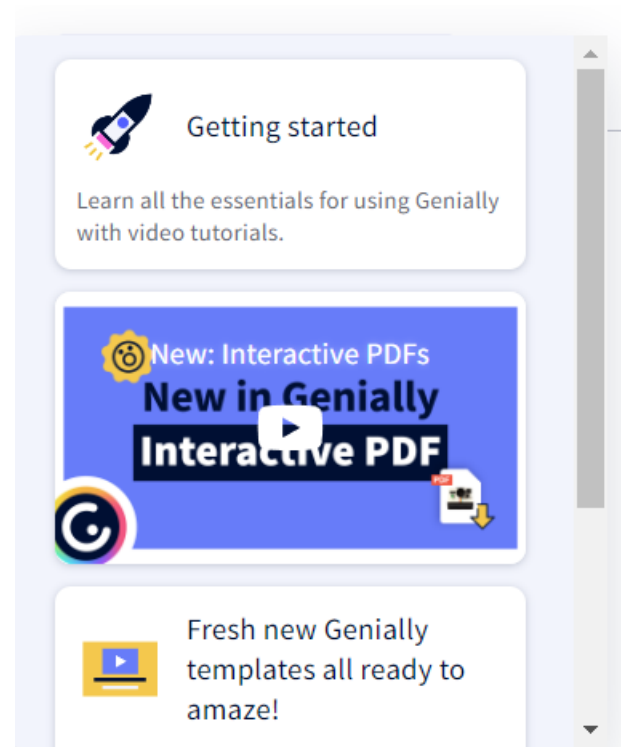 Getting started
Learn all the essentials for using Genially
with video tutorials.
New: Interactive PDFs
New in Genially
Interactive PDF
PDF
Fresh new Genially
templates all ready to
amaze!